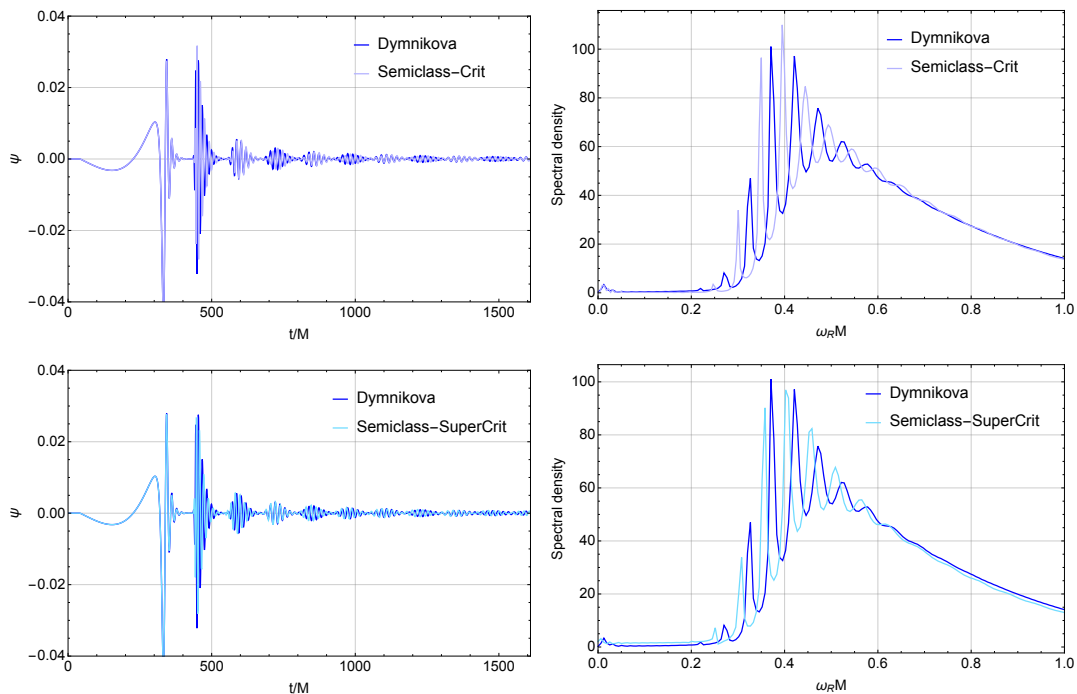 0.04
0.02
0.00
−0.02
−0.04
ψ
0 500 1000 1500
t/M
Dymnikova
Semiclass−Crit
100
80
60
40
20
0
Spectral density
0.0 0.2 0.4 0.6 0.8 1.0
ω_R M
Dymnikova
Semiclass−Crit
0.04
0.02
0.00
−0.02
−0.04
ψ
0 500 1000 1500
t/M
Dymnikova
Semiclass−SuperCrit
100
80
60
40
20
0
Spectral density
0.0 0.2 0.4 0.6 0.8 1.0
ω_R M
Dymnikova
Semiclass−SuperCrit